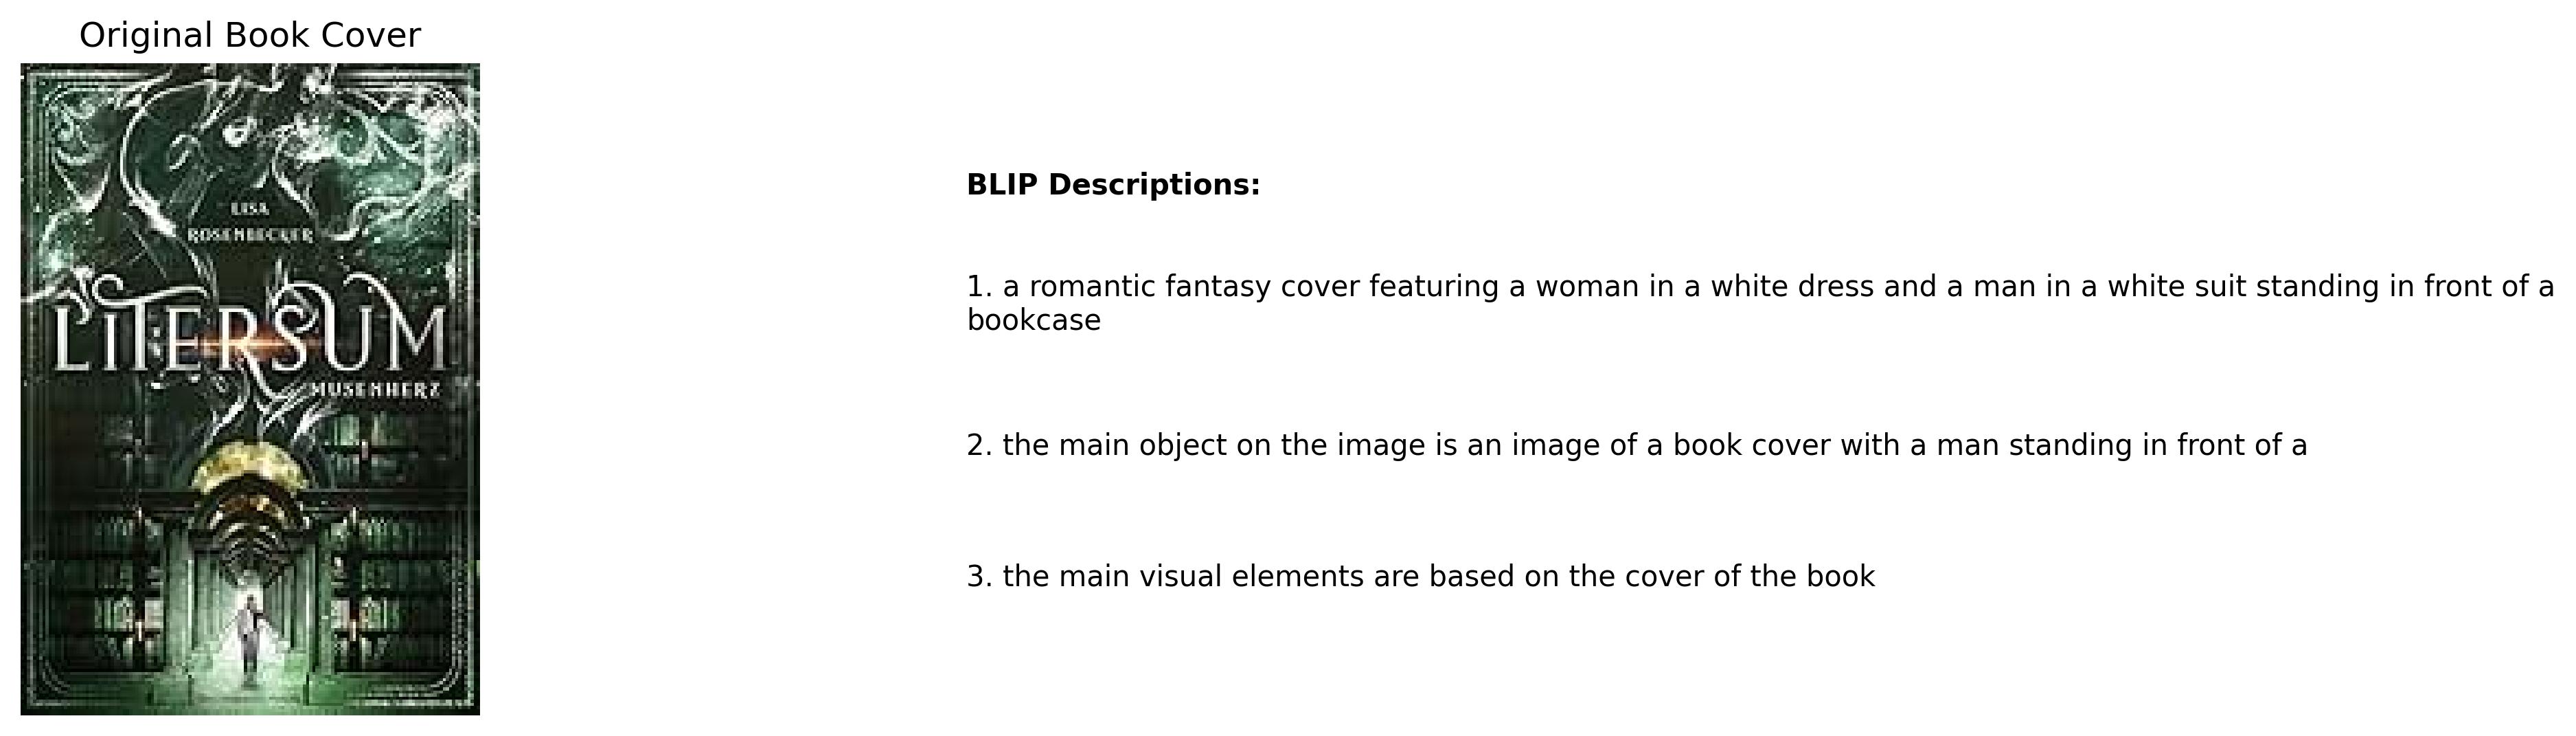 Original Book Cover
LISA
ROSENBECKER
LITERSUM
MUSENHERZ
BLIP Descriptions:
1. a romantic fantasy cover featuring a woman in a white dress and a man in a white suit standing in front of a
bookcase
2. the main object on the image is an image of a book cover with a man standing in front of a
3. the main visual elements are based on the cover of the book